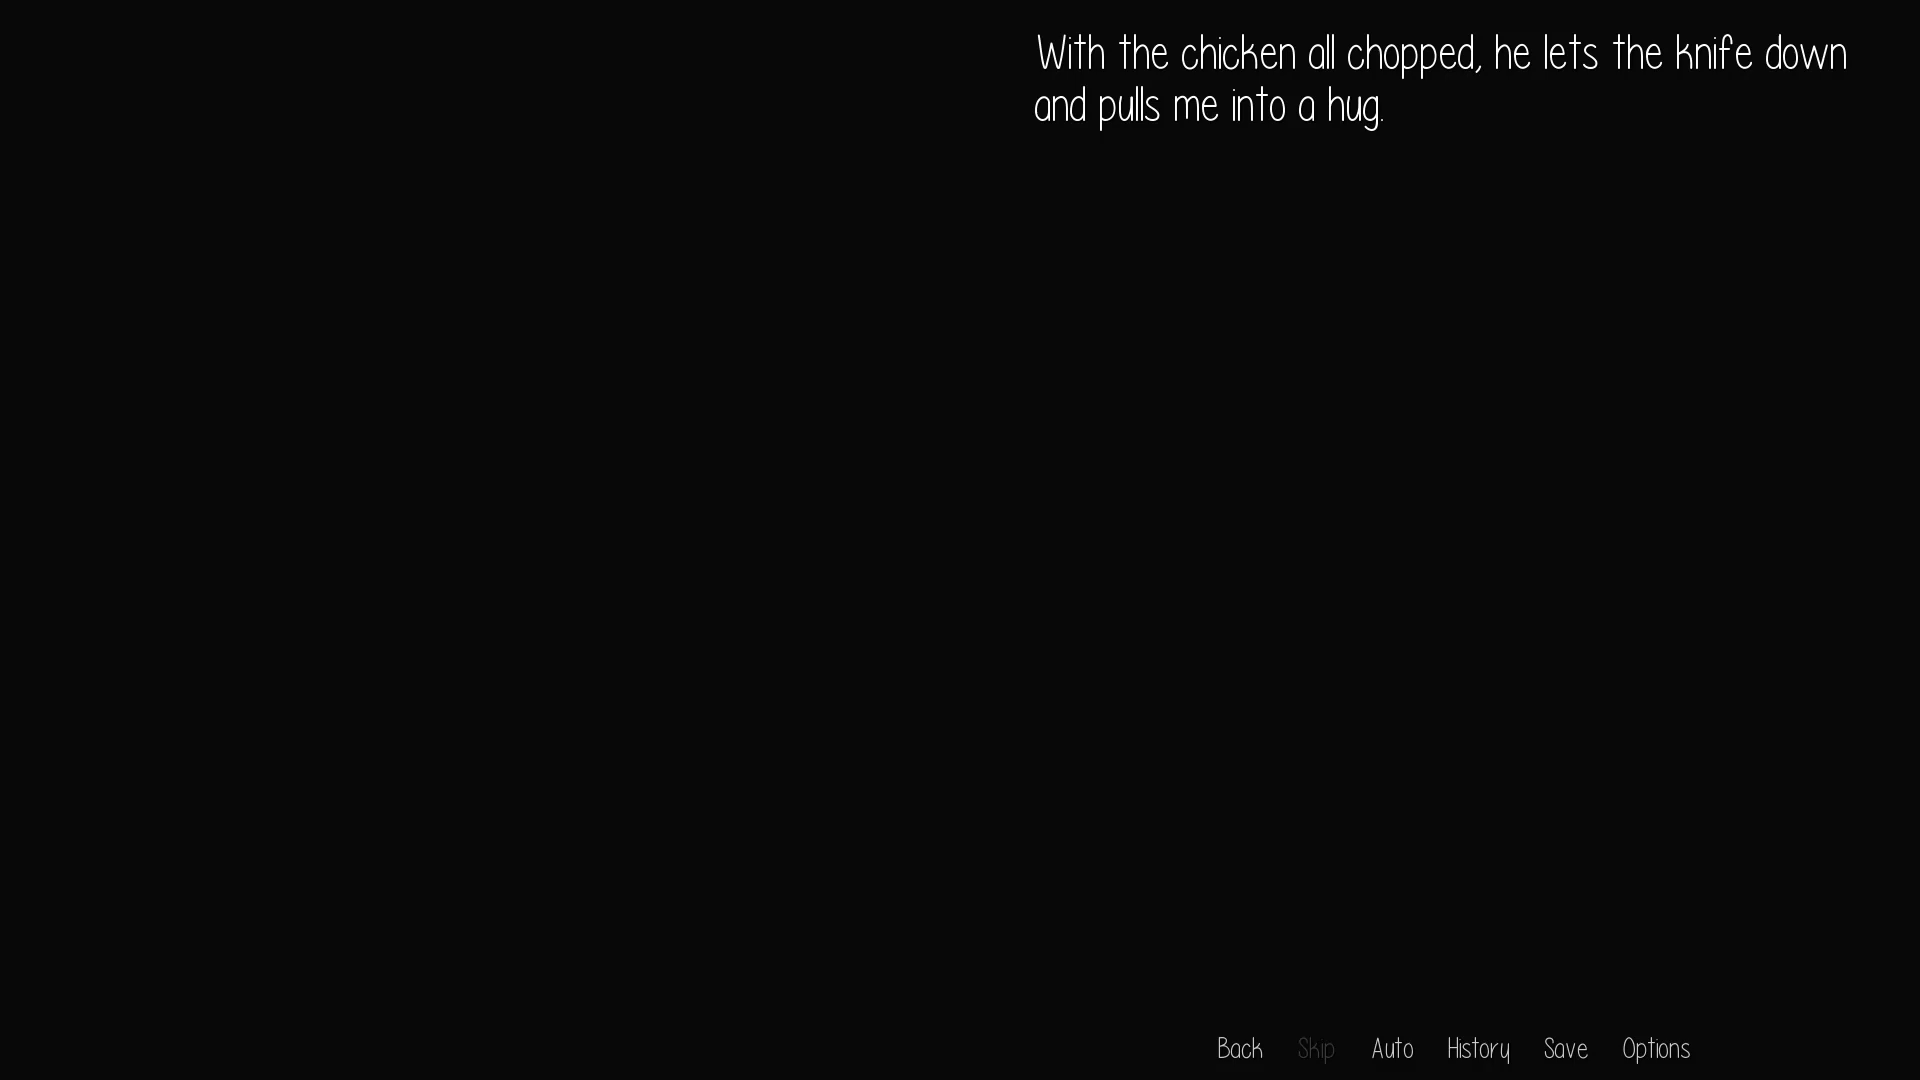 With the chicken all chopped, he lets the knife down
and pulls me into a hug.
Back Skip Auto History Save Options